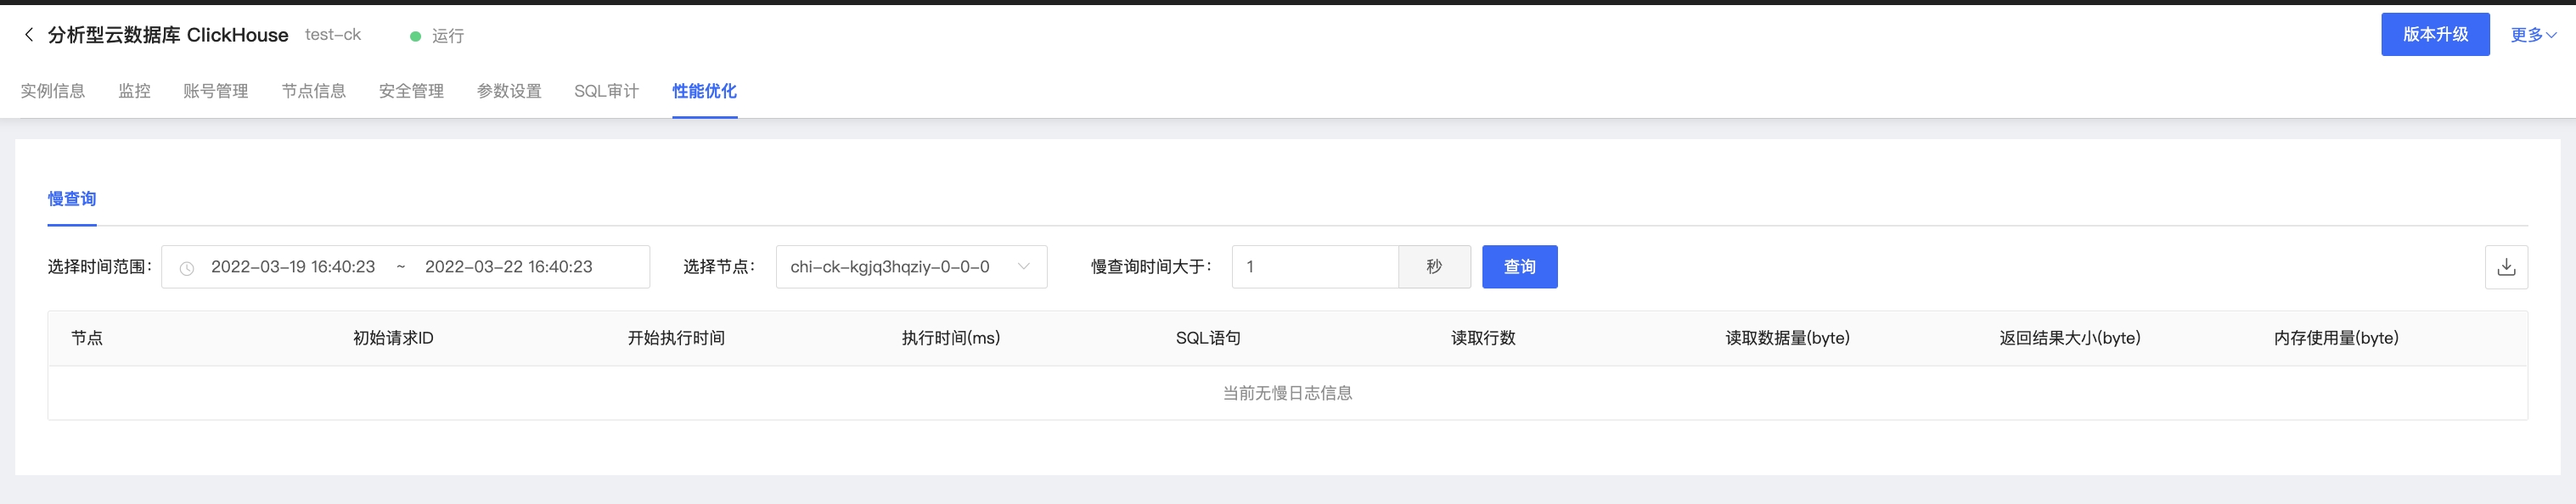 分析型云数据库 ClickHouse test-ck 运行 版本升级 更多
实例信息 监控 账号管理 节点信息 安全管理 参数设置 SQL审计 性能优化
慢查询
选择时间范围: 2022-03-19 16:40:23 ~ 2022-03-22 16:40:23 选择节点: chi-ck-kgjq3hqziy-0-0-0 慢查询时间大于: 1 秒 查询
节点 初始请求ID 开始执行时间 执行时间(ms) SQL语句 读取行数 读取数据量(byte) 返回结果大小(byte) 内存使用量(byte)
当前无慢日志信息